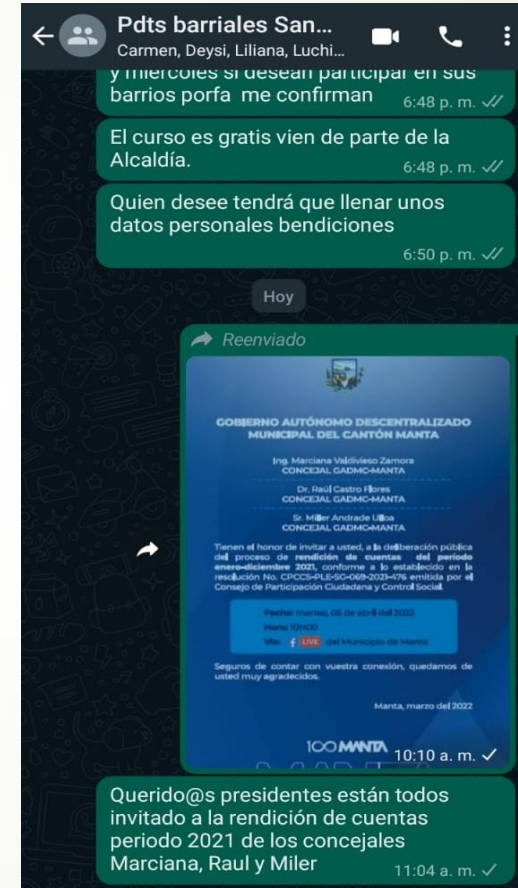 Pdts barriales San...
Carmen, Deysi, Liliana, Luchi...
y miercoles si desean participar en sus
barrios porfa me confirman
6:48 p. m.
El curso es gratis vien de parte de la
Alcaldía.
6:48 p. m.
Quien desee tendrá que llenar unos
datos personales bendiciones
6:50 p. m.
Hoy
Reenviado
GOBIERNO AUTÓNOMO DESCENTRALIZADO
MUNICIPAL DEL CANTÓN MANTA
Ing. Marciana Valdivieso Zamora
CONCEJAL GADMC-MANTA
Dr. Raúl Castro Flores
CONCEJAL GADMC-MANTA
Sr. Miller Andrade Ulloa
CONCEJAL GADMC-MANTA
Tienen el honor de invitar a usted, a la deliberación pública
del proceso de rendición de cuentas del periodo
enero-diciembre 2021, conforme a lo establecido en la
resolución No. CPCCS-PLE-SG-069-2021-476 emitida por el
Consejo de Participación Ciudadana y Control Social.
Fecha: martes, 05 de abril del 2022
Hora: 10H00
Vía: f LIVE del Municipio de Manta
Seguros de contar con vuestra conexión, quedamos de
usted muy agradecidos.
Manta, marzo del 2022
100 MANTA
10:10 a. m.
Querido@s presidentes están todos
invitado a la rendición de cuentas
periodo 2021 de los concejales
Marciana, Raul y Miler
11:04 a. m.